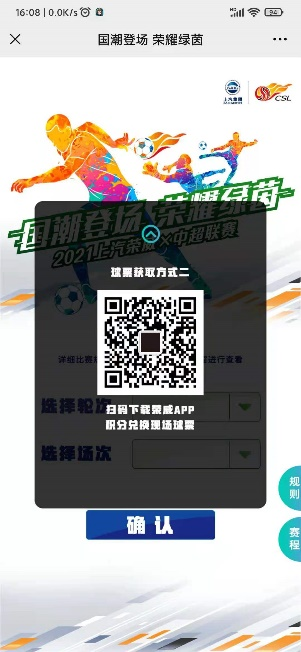 16:08 | 0.0K/s
94
国潮登场 荣耀绿茵
上汽集团
CSL
国潮登场 荣耀绿茵
2021上汽荣威×中超联赛
球票获取方式二
扫码下载荣威APP
积分兑换现场球票
选择轮次
选择场次
确认
规则
赛程